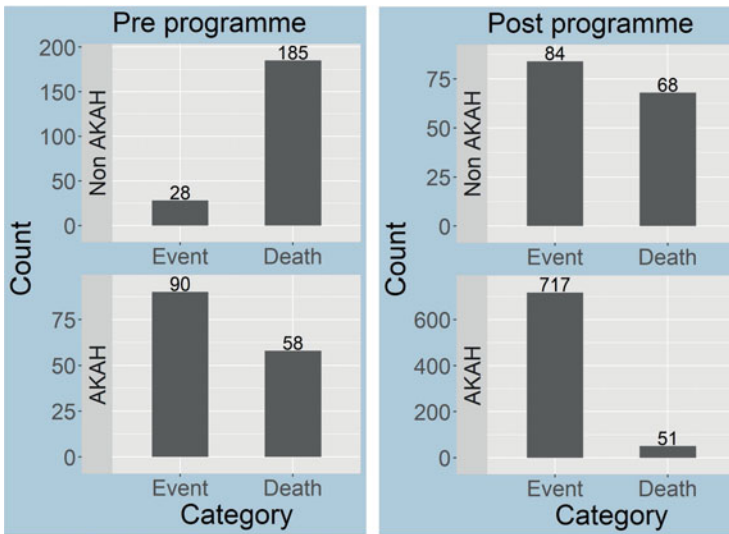 Pre programme
Count
Non AKAH
200
150
100
50
0
28
185
Event
Death
AKAH
75
50
25
0
90
58
Event
Death
Category
Post programme
Count
Non AKAH
75
50
25
0
84
68
Event
Death
AKAH
600
400
200
0
717
51
Event
Death
Category